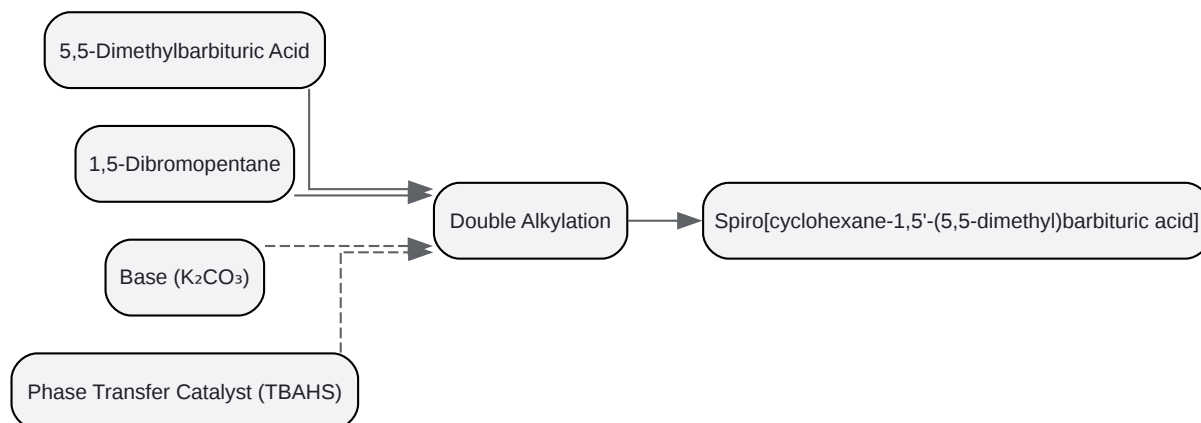 5,5-Dimethylbarbituric Acid
1,5-Dibromopentane
Double Alkylation
Spiro[cyclohexane-1,5'-(5,5-dimethyl)barbituric acid]
Base (K₂CO₃)
Phase Transfer Catalyst (TBAHS)